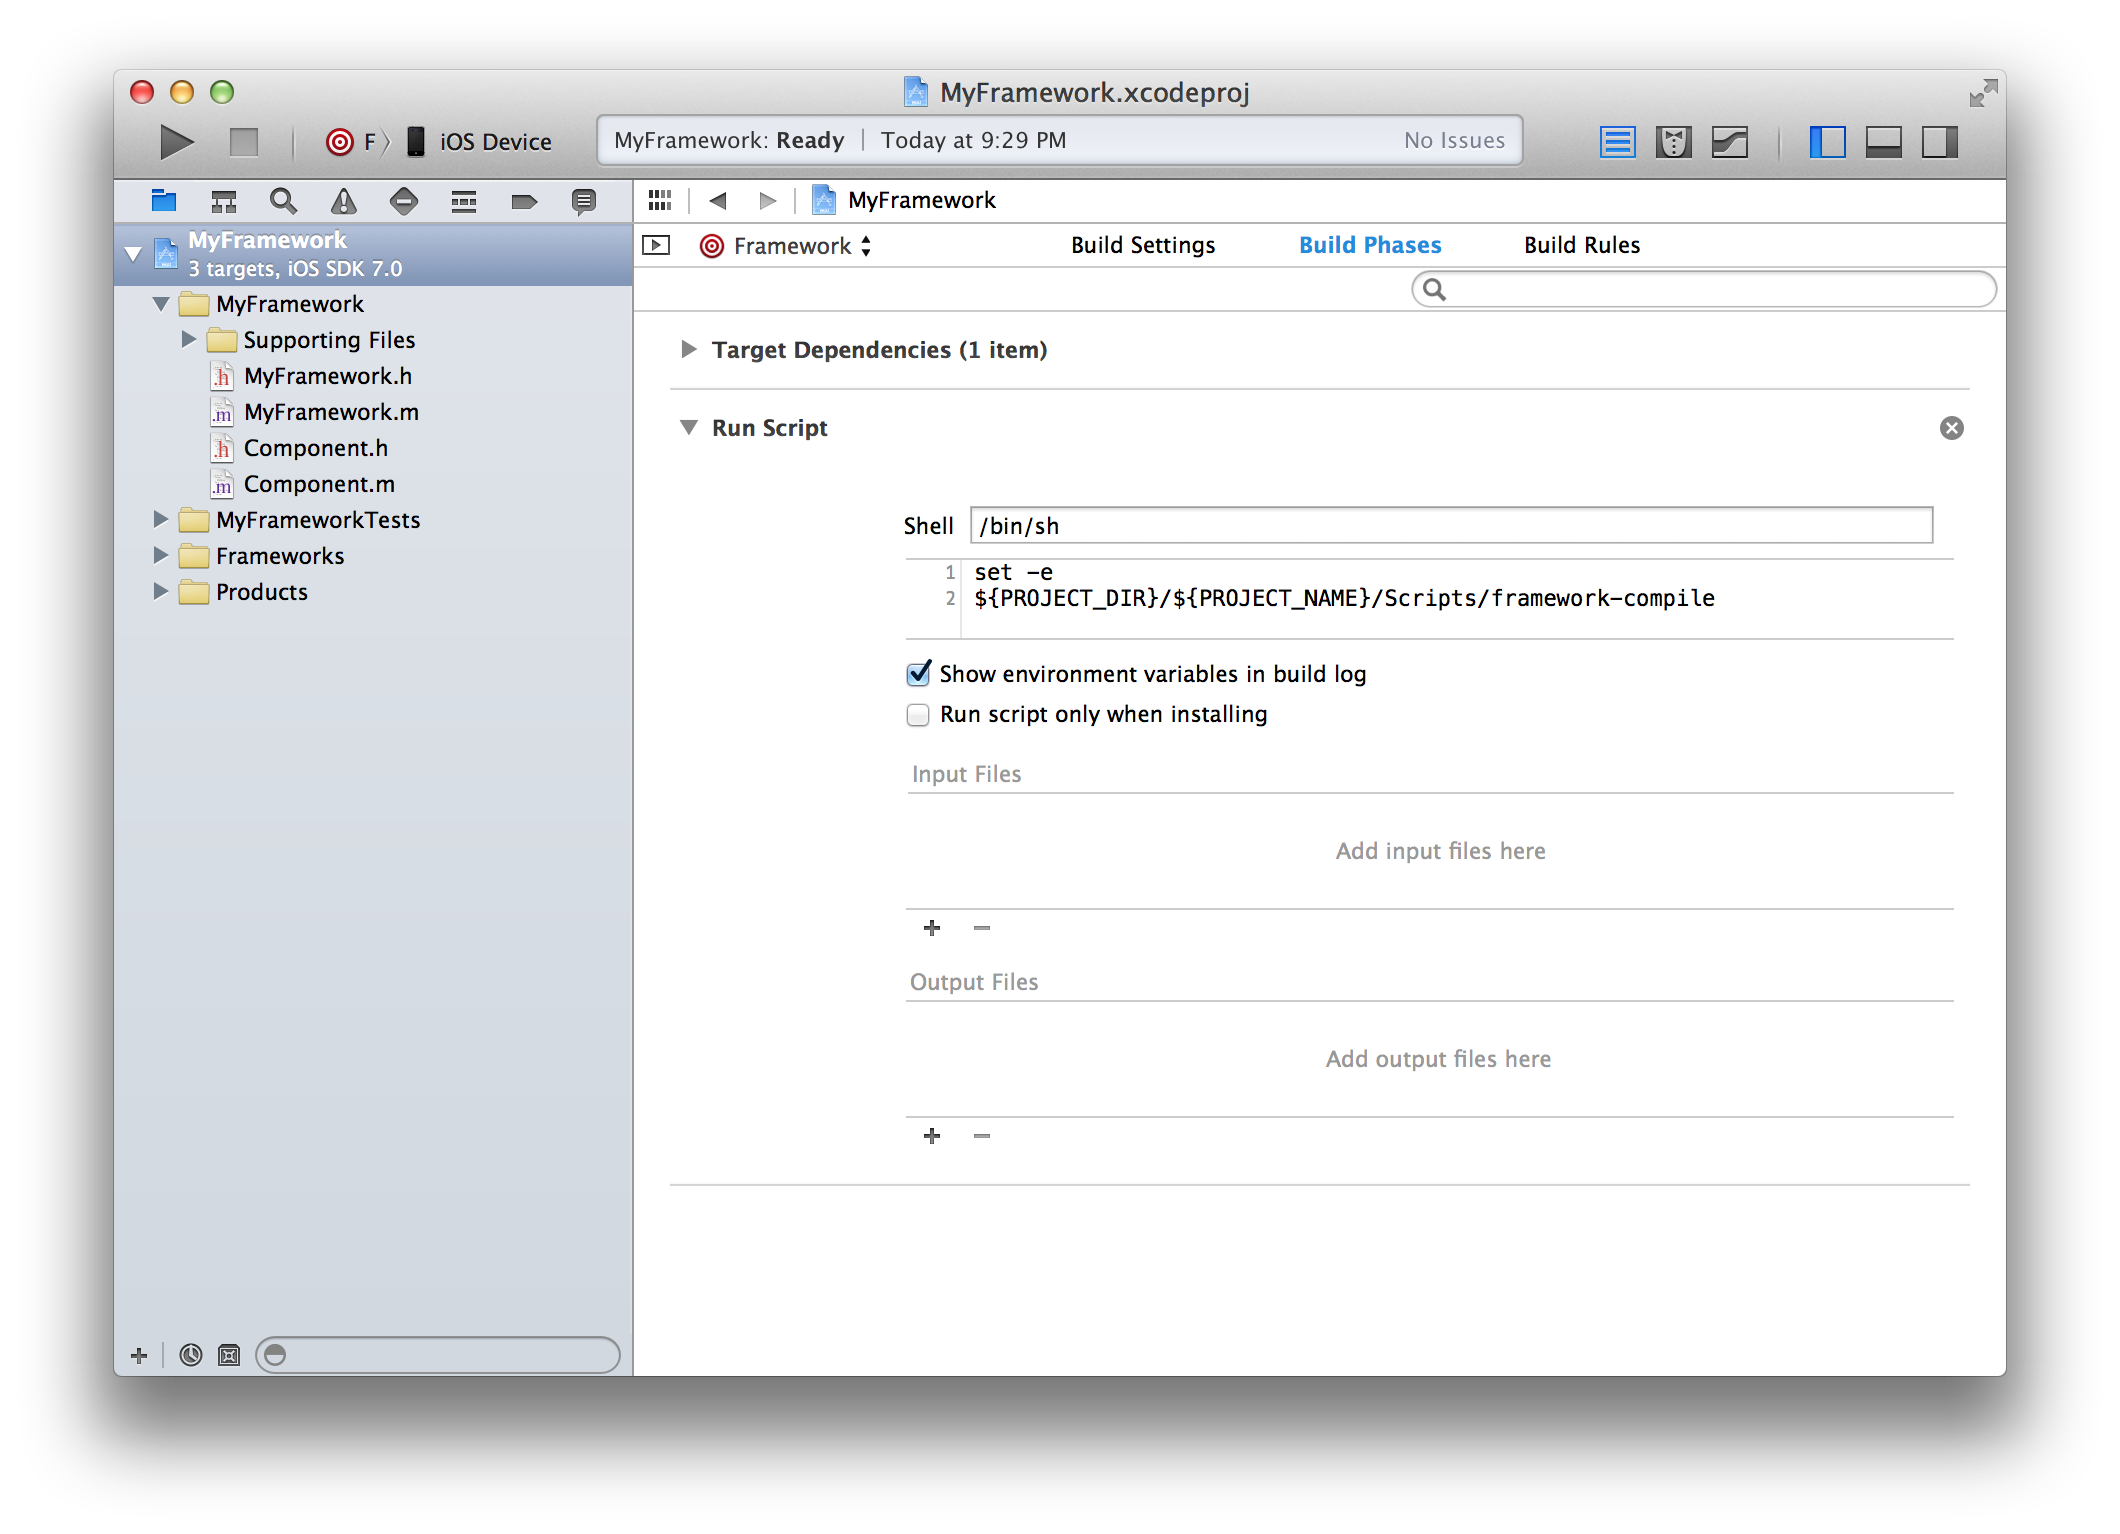 MyFramework.xcodeproj
F iOS Device
MyFramework: Ready | Today at 9:29 PM No Issues
MyFramework
3 targets, iOS SDK 7.0
MyFramework
Supporting Files
.h MyFramework.h
.m MyFramework.m
.h Component.h
.m Component.m
MyFrameworkTests
Frameworks
Products
MyFramework
Framework Build Settings Build Phases Build Rules
Target Dependencies (1 item)
Run Script
Shell /bin/sh
1 set -e
2 ${PROJECT_DIR}/${PROJECT_NAME}/Scripts/framework-compile
Show environment variables in build log
Run script only when installing
Input Files
Add input files here
Output Files
Add output files here